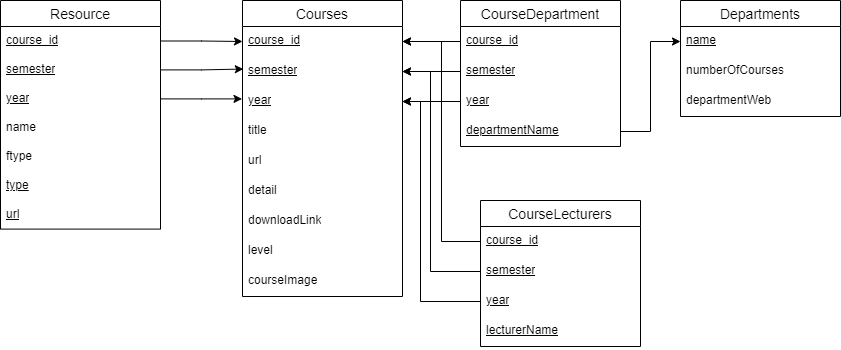 Resource
course_id
semester
year
name
ftype
type
url
Courses
course_id
semester
year
title
url
detail
downloadLink
level
courseImage
CourseDepartment
course_id
semester
year
departmentName
Departments
name
numberOfCourses
departmentWeb
CourseLecturers
course_id
semester
year
lecturerName